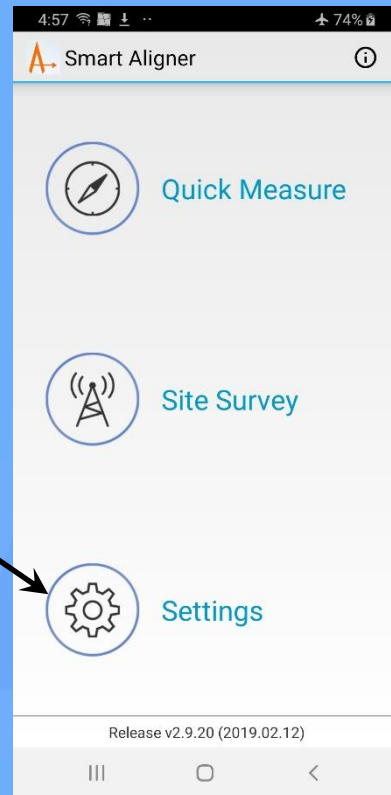 4:57 74%
Smart Aligner
Quick Measure
Site Survey
Settings
Release v2.9.20 (2019.02.12)